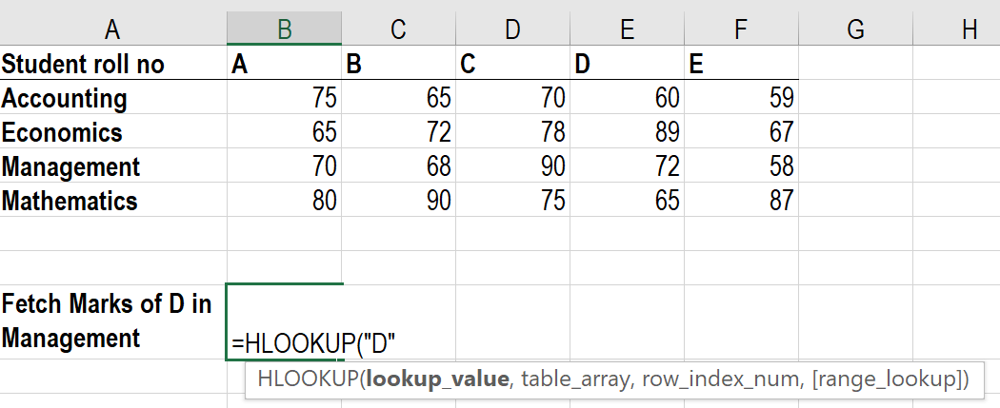 A B C D E F G H
Student roll no A B C D E
Accounting 75 65 70 60 59
Economics 65 72 78 89 67
Management 70 68 90 72 58
Mathematics 80 90 75 65 87
Fetch Marks of D in
Management =HLOOKUP("D"
HLOOKUP(lookup_value, table_array, row_index_num, [range_lookup])